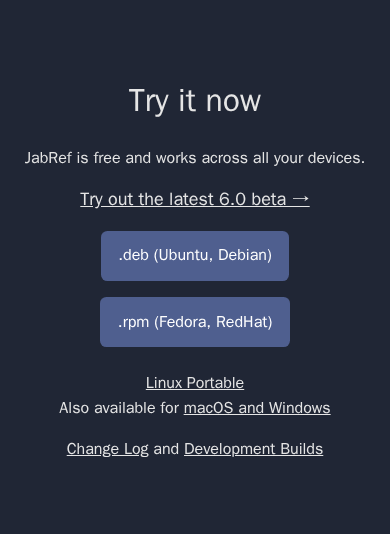 Try it now
JabRef is free and works across all your devices.
Try out the latest 6.0 beta →
.deb (Ubuntu, Debian)
.rpm (Fedora, RedHat)
Linux Portable
Also available for macOS and Windows
Change Log and Development Builds